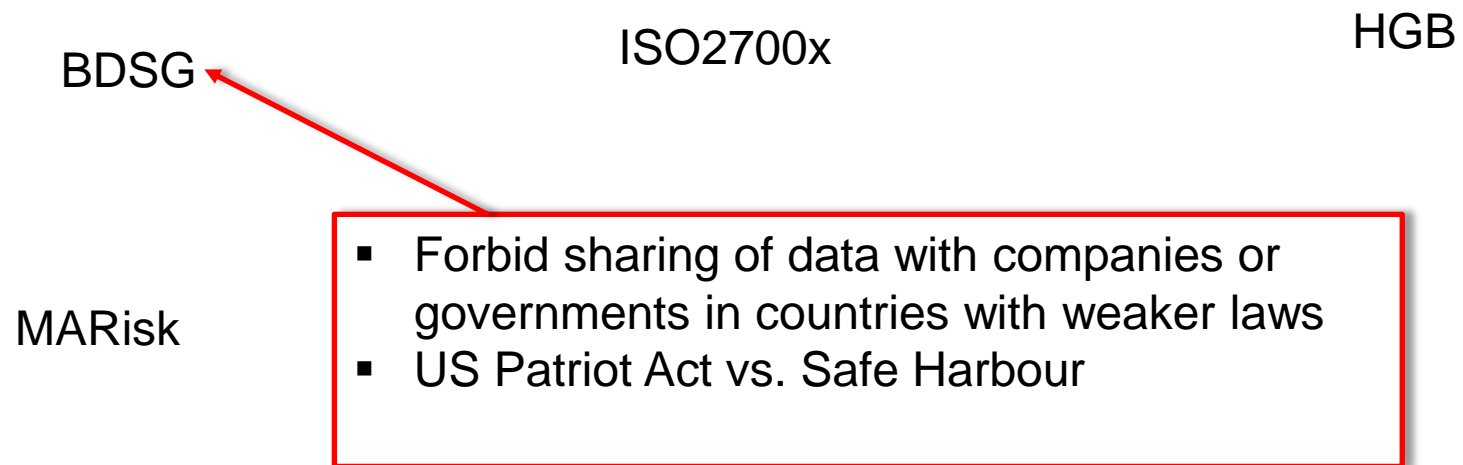 HGB
ISO2700x
BDSG
▪ Forbid sharing of data with companies or
governments in countries with weaker laws
MARisk
▪ US Patriot Act vs. Safe Harbour